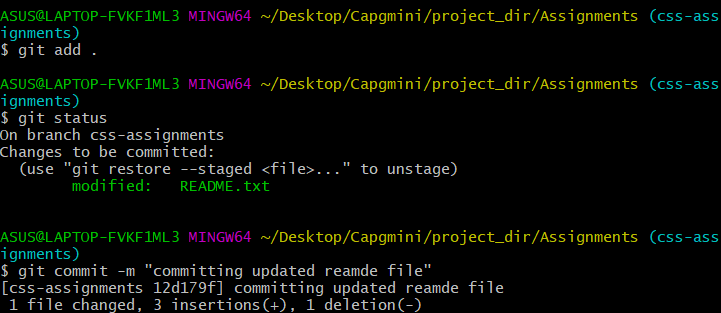 ASUS@LAPTOP-FVKF1ML3 MINGW64 ~/Desktop/Capgmini/project_dir/Assignments (css-ass
ignments)
$ git add .
ASUS@LAPTOP-FVKF1ML3 MINGW64 ~/Desktop/Capgmini/project_dir/Assignments (css-ass
ignments)
$ git status
On branch css-assignments
Changes to be committed:
  (use "git restore --staged <file>..." to unstage)
        modified:   README.txt
ASUS@LAPTOP-FVKF1ML3 MINGW64 ~/Desktop/Capgmini/project_dir/Assignments (css-ass
ignments)
$ git commit -m "committing updated reamde file"
[css-assignments 12d179f] committing updated reamde file
 1 file changed, 3 insertions(+), 1 deletion(-)